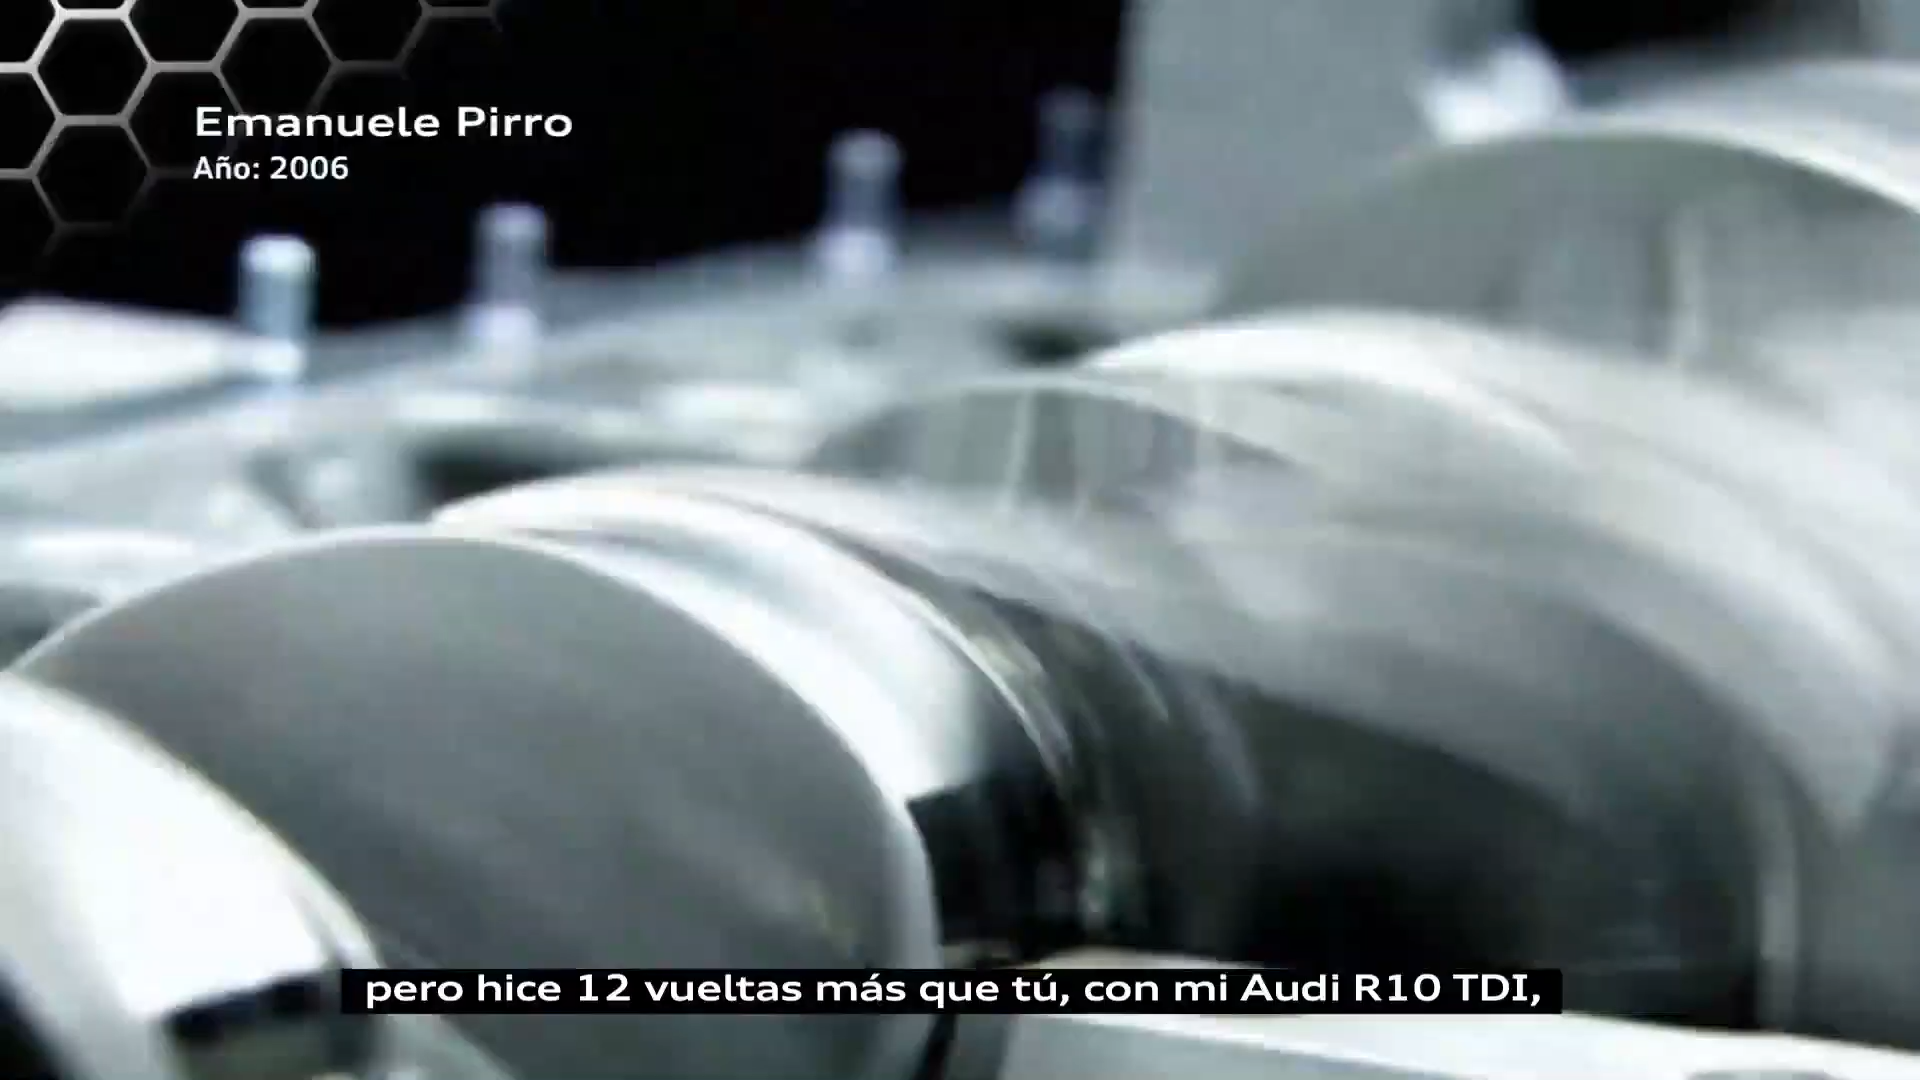 Emanuele Pirro
Año: 2006
pero hice 12 vueltas más que tú, con mi Audi R10 TDI,